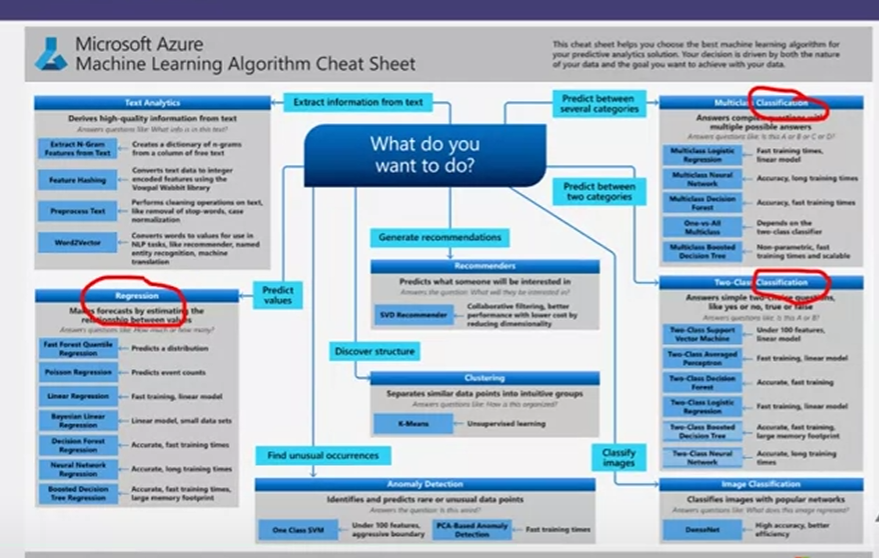 Microsoft Azure
Machine Learning Algorithm Cheat Sheet
This cheat sheet helps you choose the best machine learning algorithm for
your predictive analytics solution. Your decision is driven by both the nature
of your data and the goal you want to achieve with your data.
What do you
want to do?
Extract information from text
Text Analytics
Derives high-quality information from text
Answers questions like: What info is in this text?
Extract N-Gram
Features from Text
Creates a dictionary of n-grams
from a column of free text
Feature Hashing
Converts text data to integer
encoded features using the
Vowpal Wabbit library
Preprocess Text
Performs cleaning operations on text,
like removal of stop-words, case
normalization
Word2Vector
Converts words to values for use in
NLP tasks, like recommender, named
entity recognition, machine
translation
Predict
values
Regression
Makes forecasts by estimating the
relationship between values
Answers questions like: How much or how many?
Fast Forest Quantile
Regression
Predicts a distribution
Poisson Regression
Predicts event counts
Linear Regression
Fast training, linear model
Bayesian Linear
Regression
Linear model, small data sets
Decision Forest
Regression
Accurate, fast training times
Neural Network
Regression
Accurate, long training times
Boosted Decision
Tree Regression
Accurate, fast training times,
large memory footprint
Generate recommendations
Recommenders
Predicts what someone will be interested in
Answers the question: What will they be interested in?
SVD Recommender
Collaborative filtering, better
performance with lower cost by
reducing dimensionality
Discover structure
Clustering
Separates similar data points into intuitive groups
Answers questions like: How is this organized?
K-Means
Unsupervised learning
Find unusual occurrences
Anomaly Detection
Identifies and predicts rare or unusual data points
Answers the question: Is this weird?
One Class SVM
Under 100 features,
aggressive boundary
PCA-Based Anomaly
Detection
Fast training times
Predict between
several categories
Multiclass Classification
Answers complex questions with
multiple possible answers
Answers questions like: Is this A or B or C or D?
Multiclass Logistic
Regression
Fast training times,
linear model
Multiclass Neural
Network
Accuracy, long training times
Multiclass Decision
Forest
Accuracy, fast training times
One-vs-All
Multiclass
Depends on the
two-class classifier
Multiclass Boosted
Decision Tree
Non-parametric, fast
training times and scalable
Predict between
two categories
Two-Class Classification
Answers simple two-choice questions,
like yes or no, true or false
Answers questions like: Is this A or B?
Two-Class Support
Vector Machine
Under 100 features,
linear model
Two-Class Averaged
Perceptron
Fast training, linear model
Two-Class Decision
Forest
Accurate, fast training
Two-Class Logistic
Regression
Fast training, linear model
Two-Class Boosted
Decision Tree
Accurate, fast training,
large memory footprint
Two-Class Neural
Network
Accurate, long training
times
Classify
images
Image Classification
Classifies images with popular networks
Answers questions like: What does this image represent?
DenseNet
High accuracy, better
efficiency